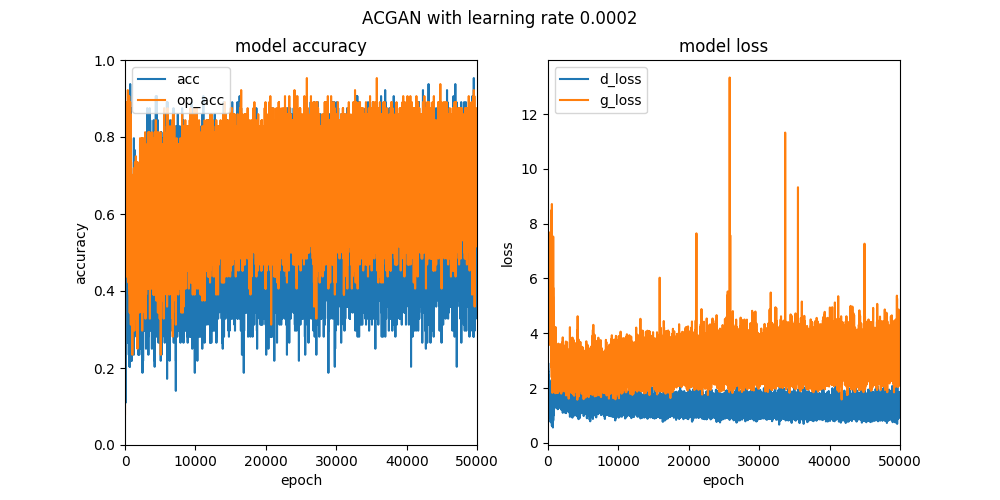 ACGAN with learning rate 0.0002
model accuracy
acc
op_acc
accuracy
1.0
0.8
0.6
0.4
0.2
0.0
0 10000 20000 30000 40000 50000
epoch
model loss
d_loss
g_loss
loss
12
10
8
6
4
2
0
0 10000 20000 30000 40000 50000
epoch